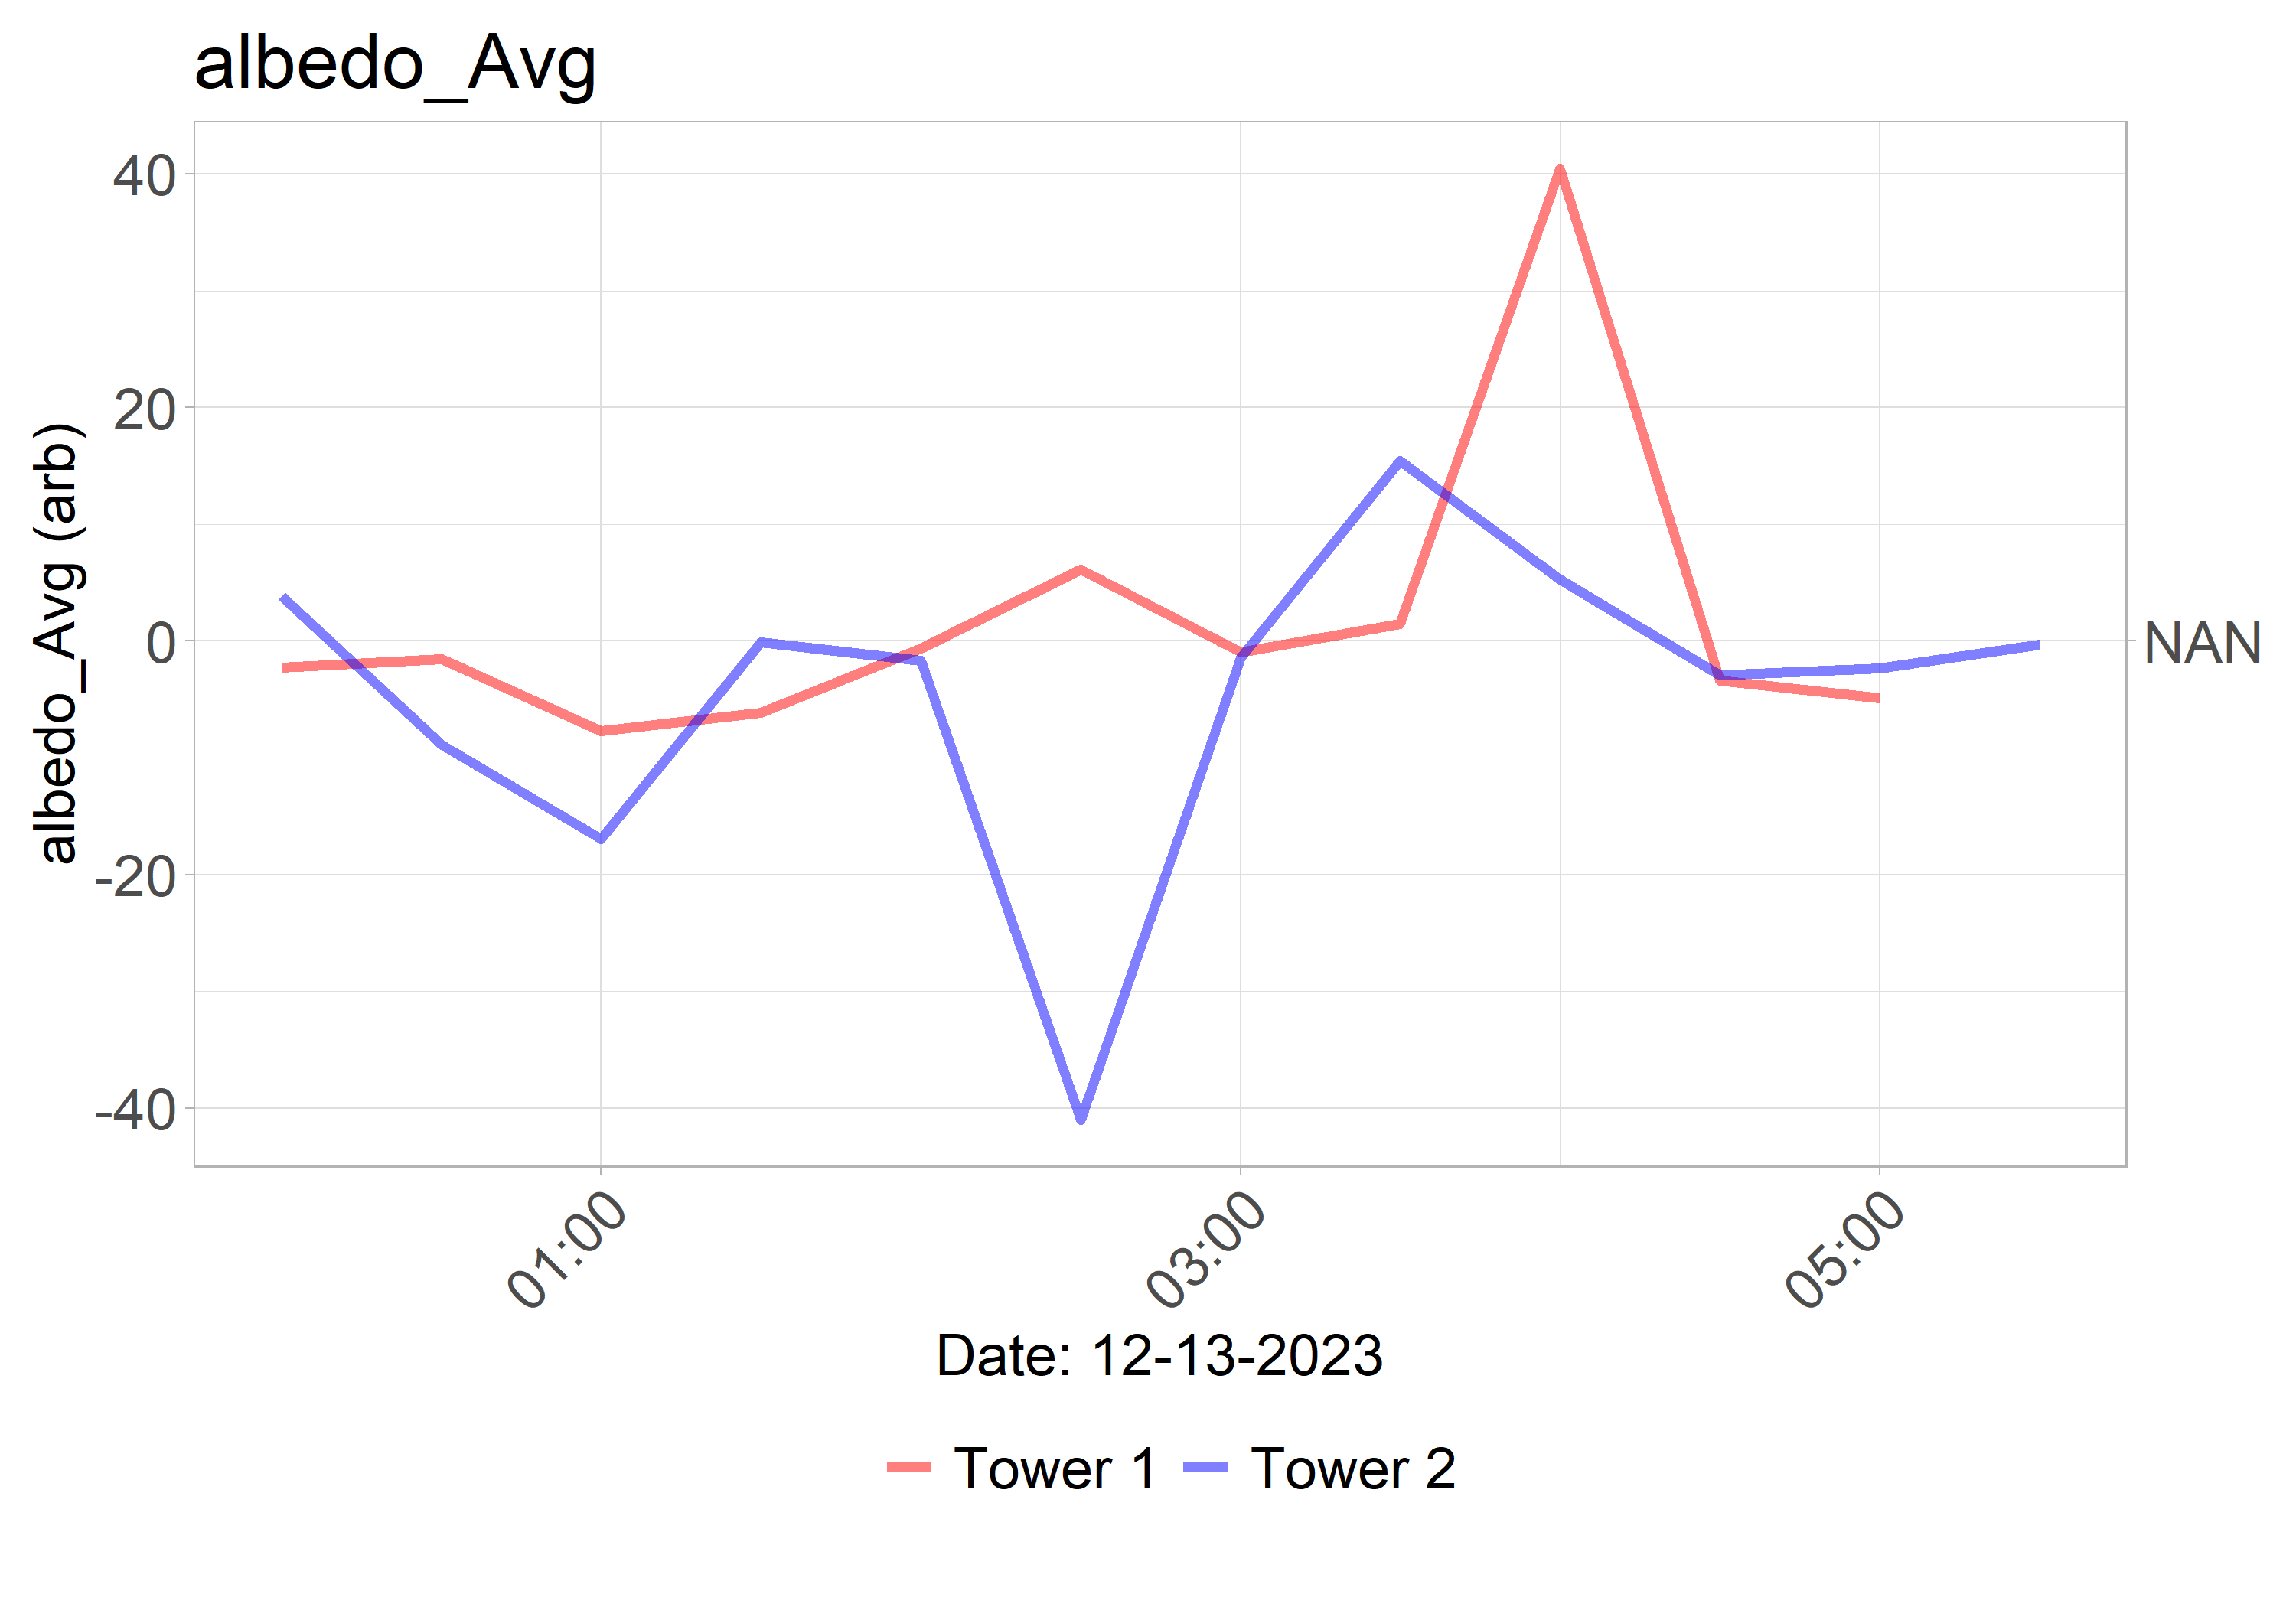 albedo_Avg
albedo_Avg (arb)
40
20
0
-20
-40
NAN
01:00
03:00
05:00
Date: 12-13-2023
Tower 1
Tower 2